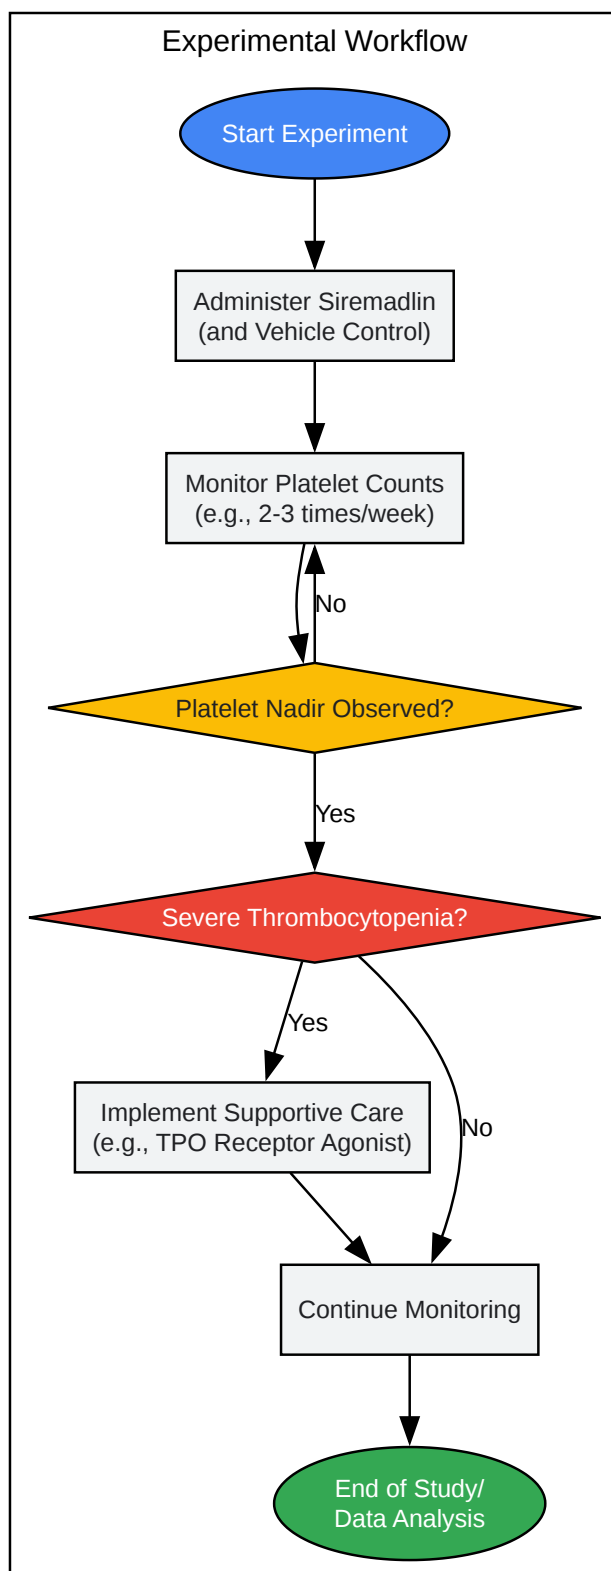 Experimental Workflow
Start Experiment
Administer Siremadlin
(and Vehicle Control)
Monitor Platelet Counts
(e.g., 2-3 times/week)
No
Platelet Nadir Observed?
Yes
Severe Thrombocytopenia?
Yes
Implement Supportive Care
(e.g., TPO Receptor Agonist)
No
Continue Monitoring
End of Study/
Data Analysis